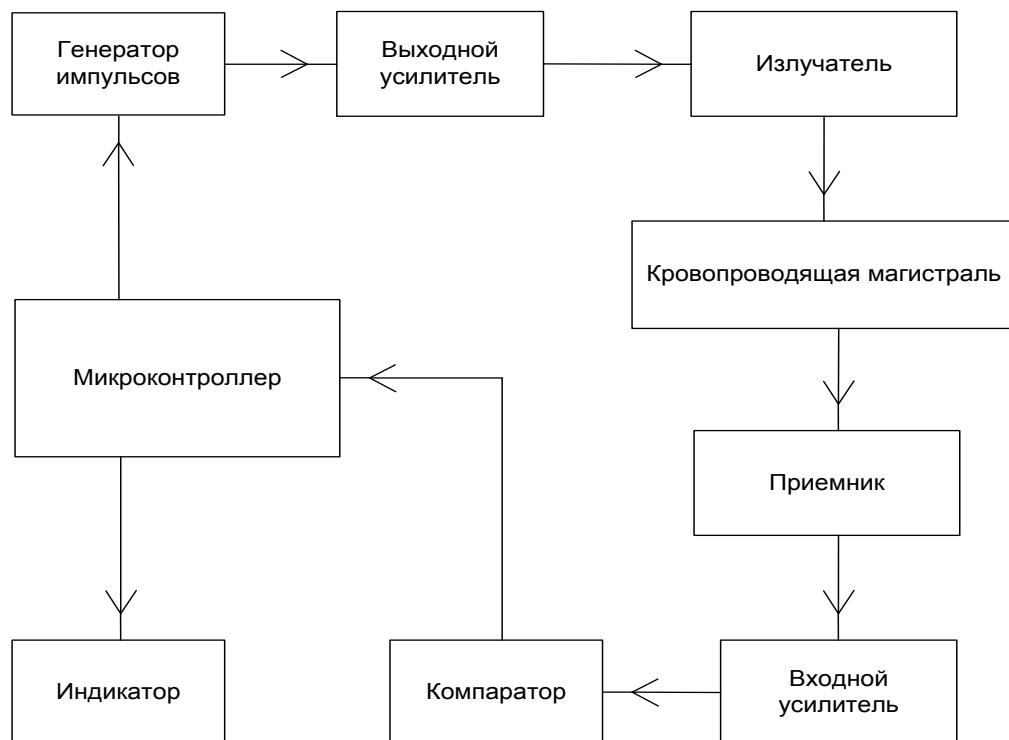 Генератор
импульсов
Выходной
усилитель
Излучатель
Кровопроводящая магистраль
Микроконтроллер
Приемник
Индикатор
Компаратор
Входной
усилитель